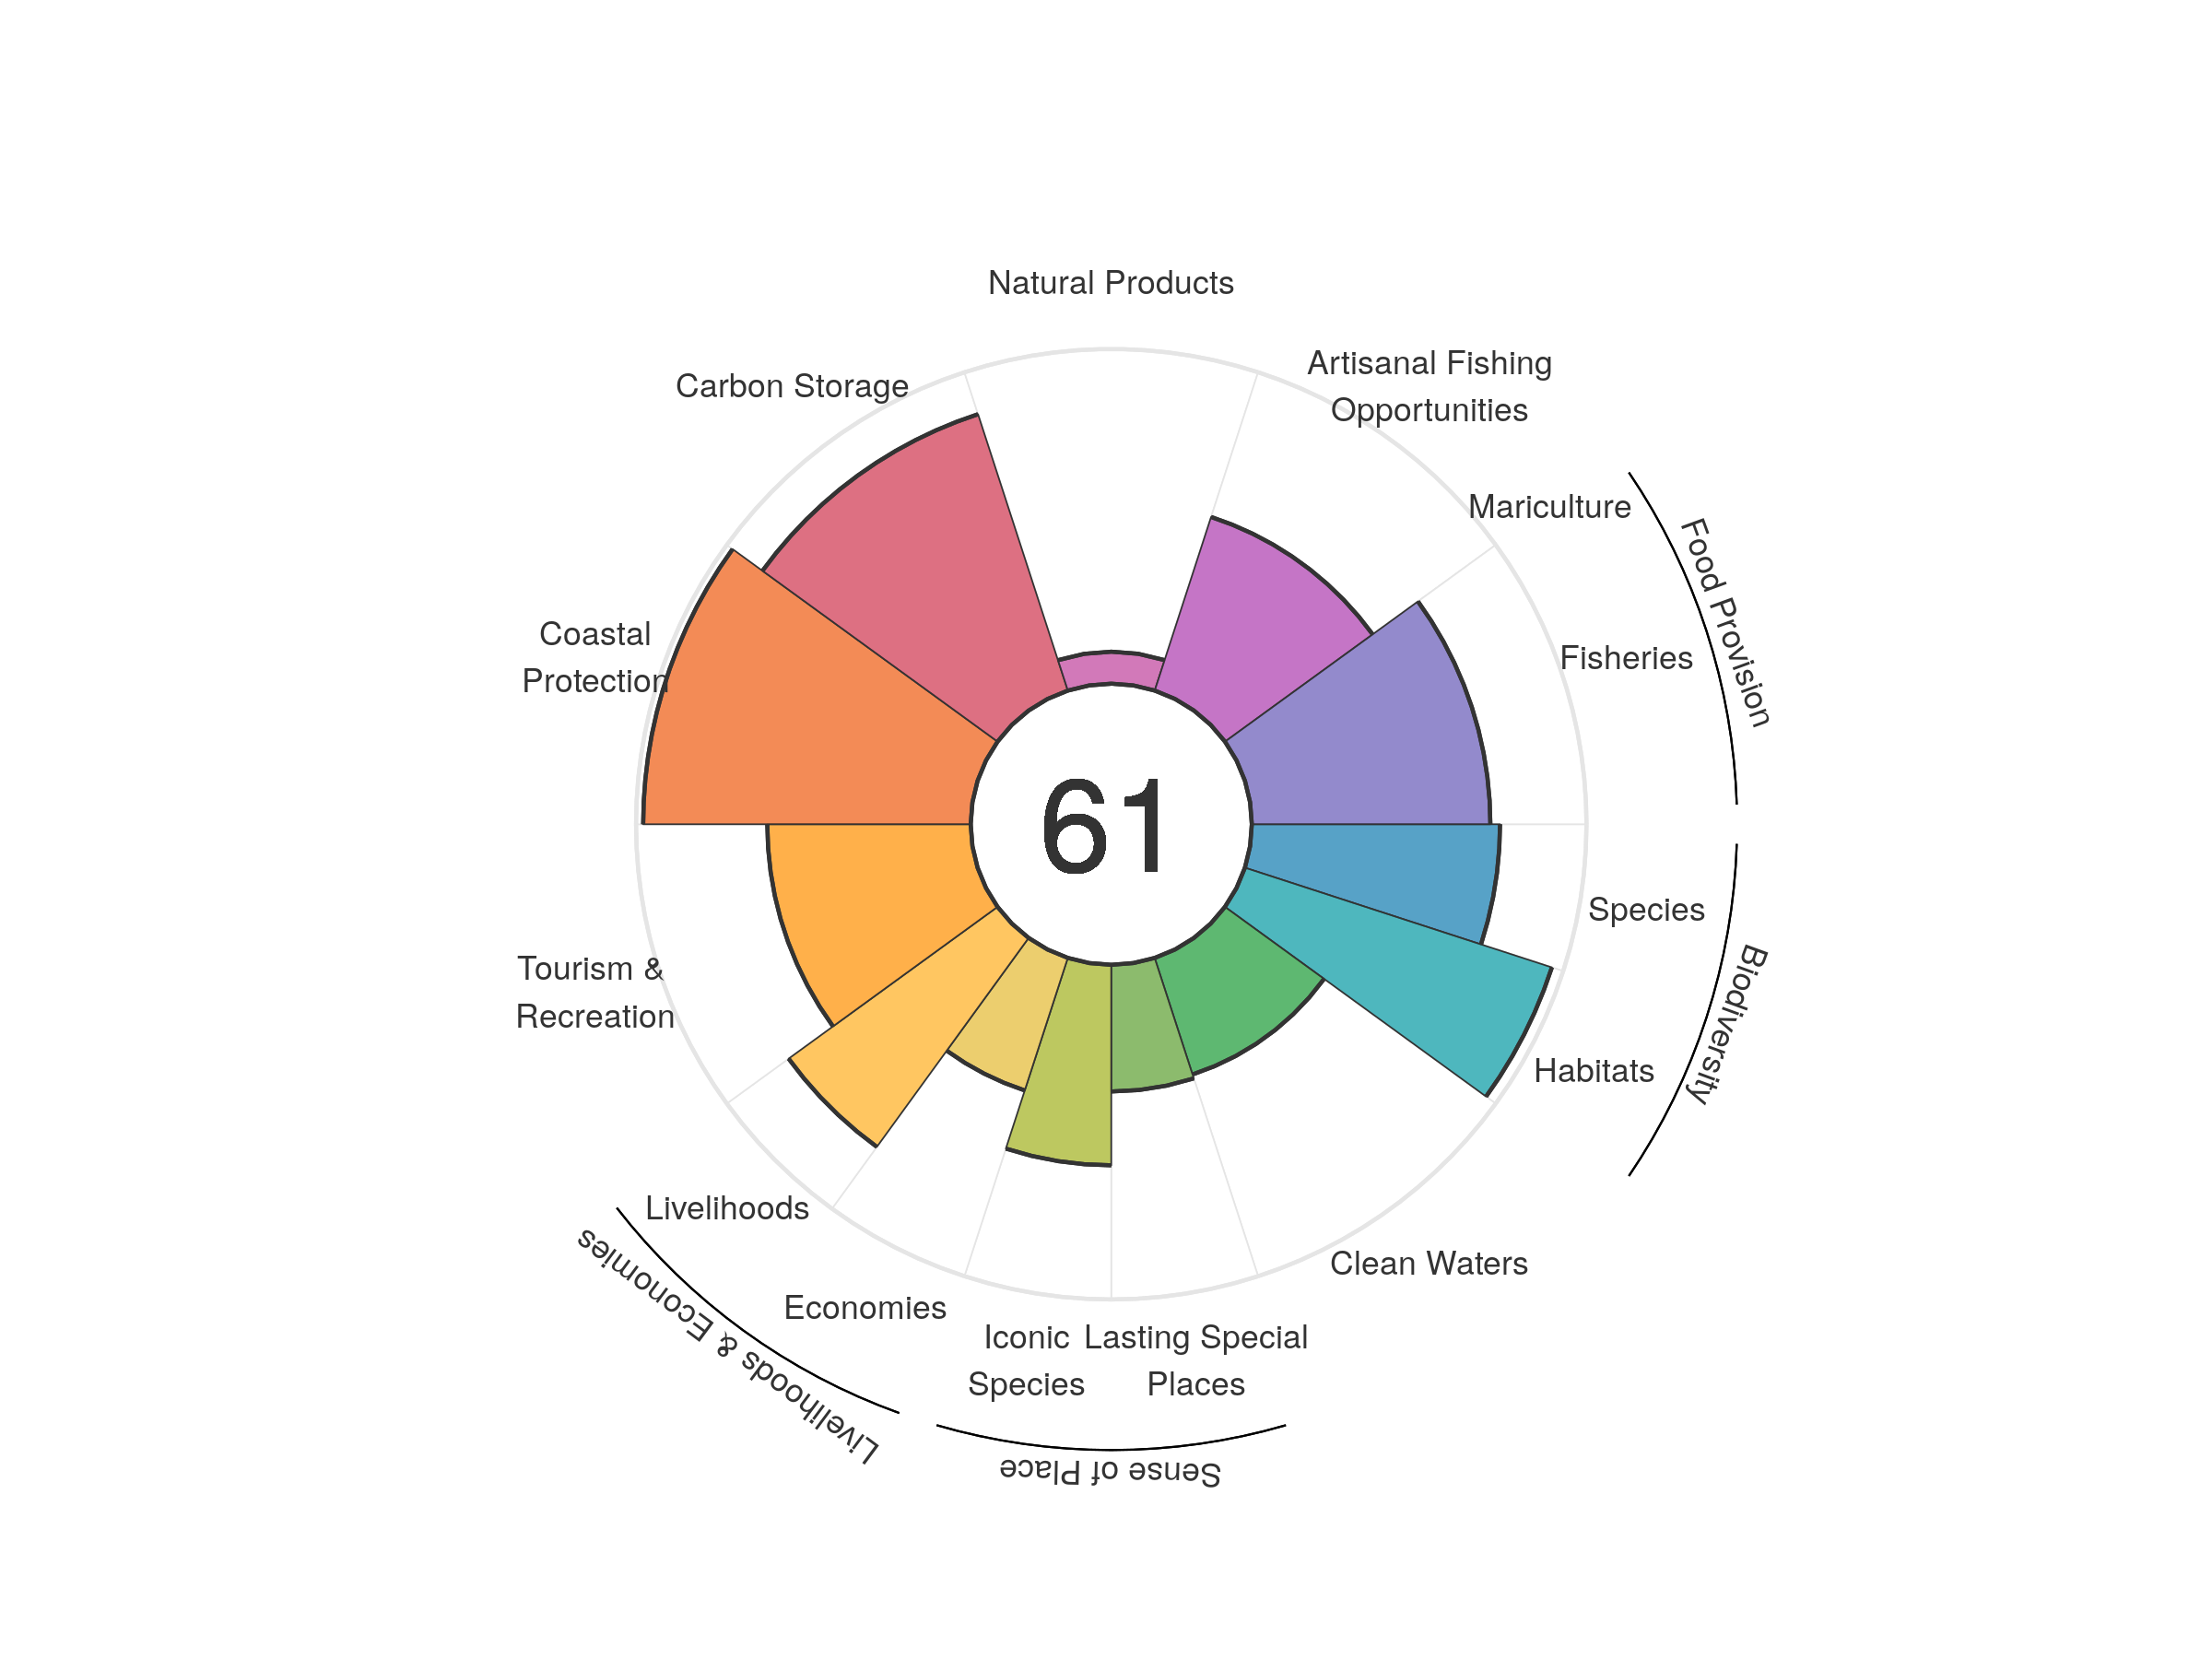 Natural Products
Artisanal Fishing
Opportunities
Carbon Storage
Mariculture
Food Provision
Fisheries
Coastal
Protection
61
Species
Biodiversity
Tourism &
Recreation
Habitats
Livelihoods
Clean Waters
Economies
Livelihoods & Economies
Iconic
Species
Lasting Special
Places
Sense of Place